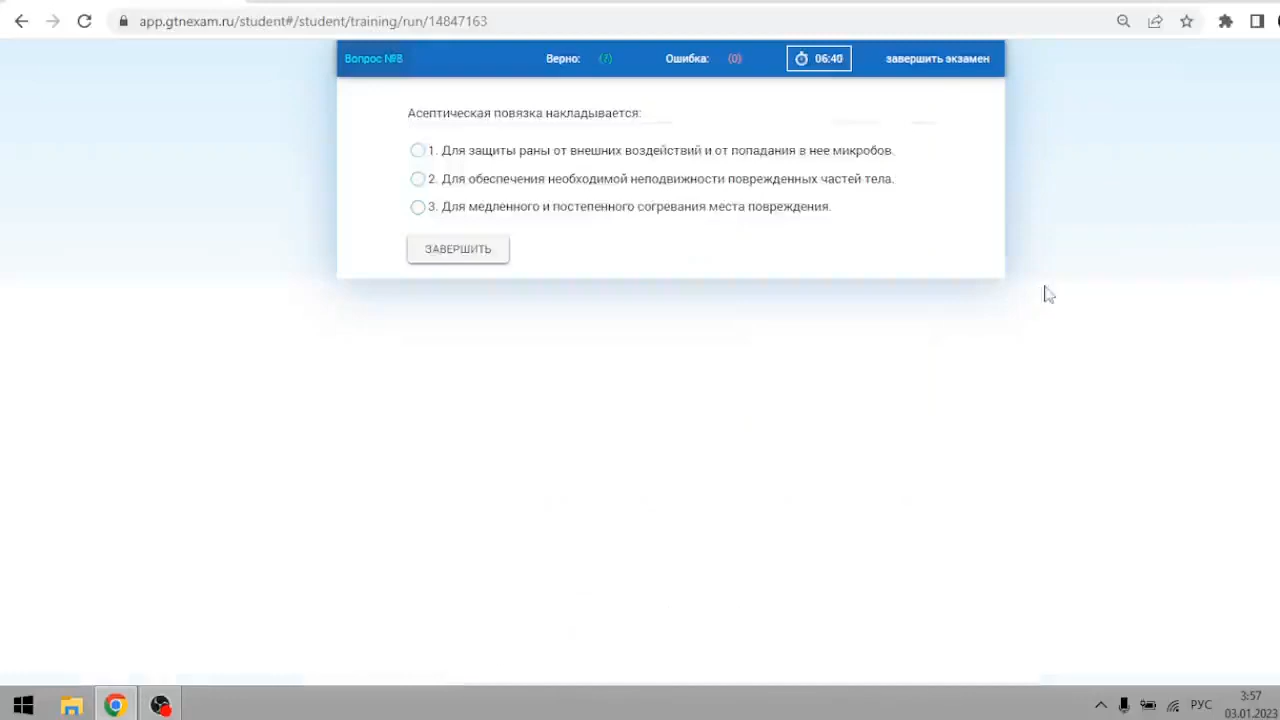 app.gtnexam.ru/student#/student/training/run/14847163
Вопрос №8 Верно: (7) Ошибка: (0) 06:40 завершить экзамен
Асептическая повязка накладывается:
1. Для защиты раны от внешних воздействий и от попадания в нее микробов.
2. Для обеспечения необходимой неподвижности поврежденных частей тела.
3. Для медленного и постепенного согревания места повреждения.
ЗАВЕРШИТЬ
РУС
3:57
03.01.2023